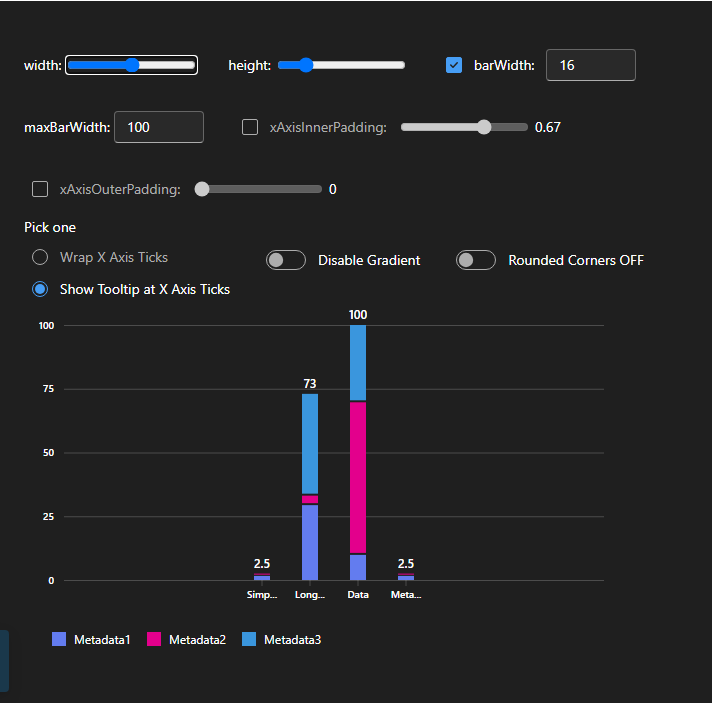 width: height: barWidth: 16
maxBarWidth: 100 xAxisInnerPadding: 0.67
xAxisOuterPadding: 0
Pick one
Wrap X Axis Ticks Disable Gradient Rounded Corners OFF
Show Tooltip at X Axis Ticks
100
100
75
73
50
25
2.5 2.5
0
Simp... Long... Data Meta...
Metadata1 Metadata2 Metadata3